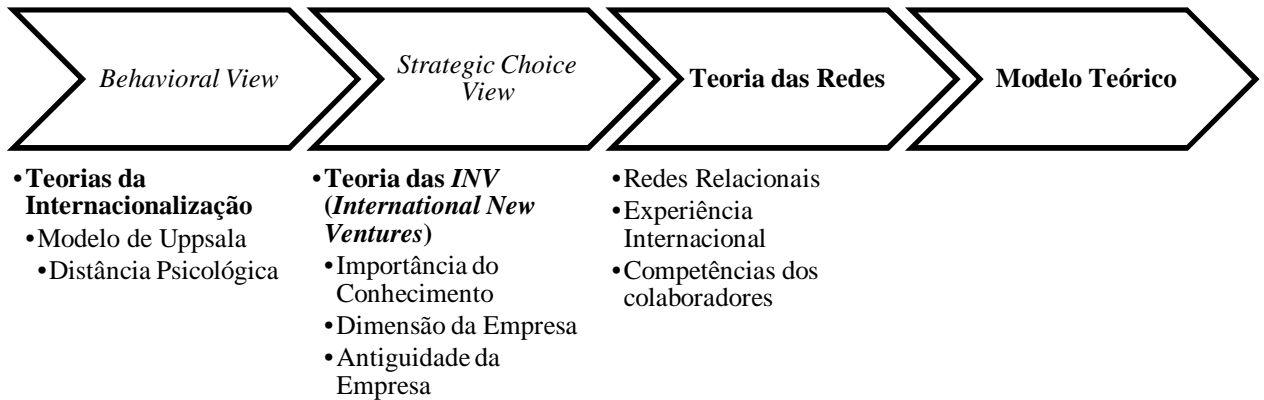 Behavioral View
Strategic Choice
View
Teoria das Redes
Modelo Teórico
•Teorias da
Internacionalização
•Modelo de Uppsala
•Distância Psicológica
•Teoria das INV
(International New
Ventures)
•Importância do
Conhecimento
•Dimensão da Empresa
•Antiguidade da
Empresa
•Redes Relacionais
•Experiência
Internacional
•Competências dos
colaboradores